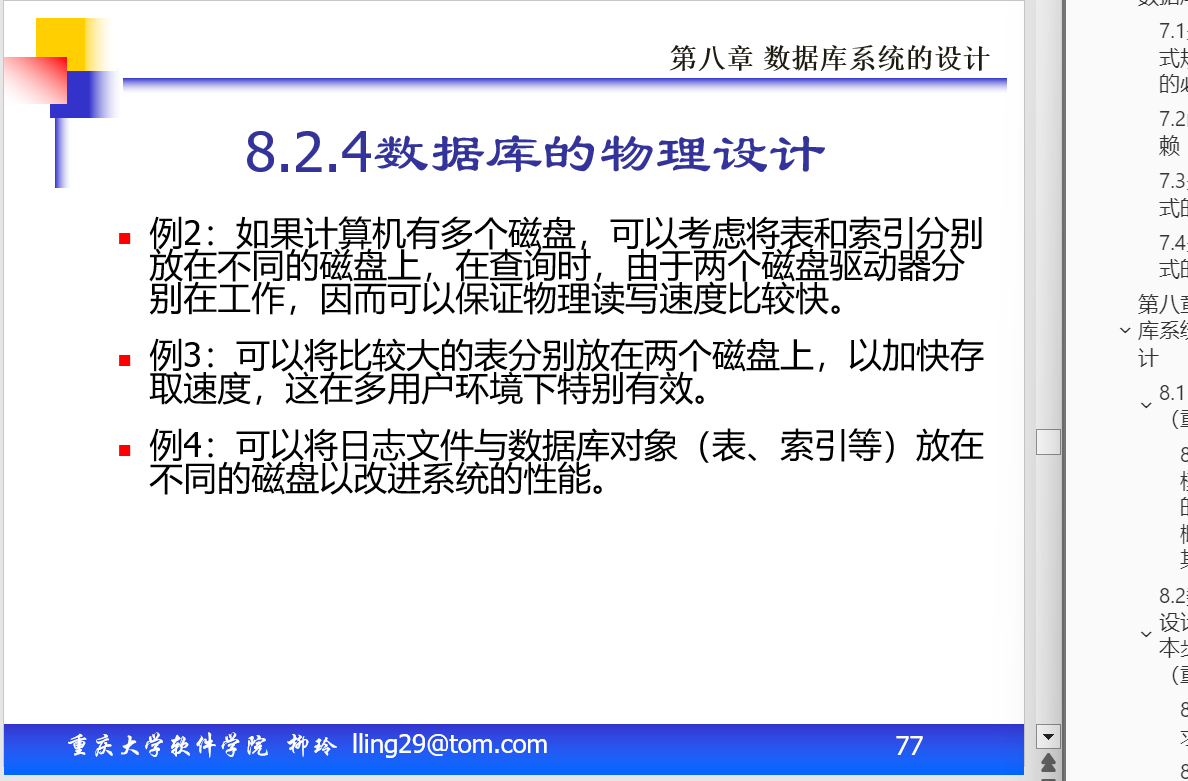 第八章 数据库系统的设计
8.2.4数据库的物理设计
例2：如果计算机有多个磁盘，可以考虑将表和索引分别
放在不同的磁盘上，在查询时，由于两个磁盘驱动器分
别在工作，因而可以保证物理读写速度比较快。
例3：可以将比较大的表分别放在两个磁盘上，以加快存
取速度，这在多用户环境下特别有效。
例4：可以将日志文件与数据库对象（表、索引等）放在
不同的磁盘以改进系统的性能。
重庆大学软件学院 柳玲 lling29@tom.com
77
7.1
式规
的必
7.2
赖
7.3
式的
7.4
式的
第八章
库系统
计
8.1
（重
8
的
概
其
8.2
设计
本步
（重
8
求
8